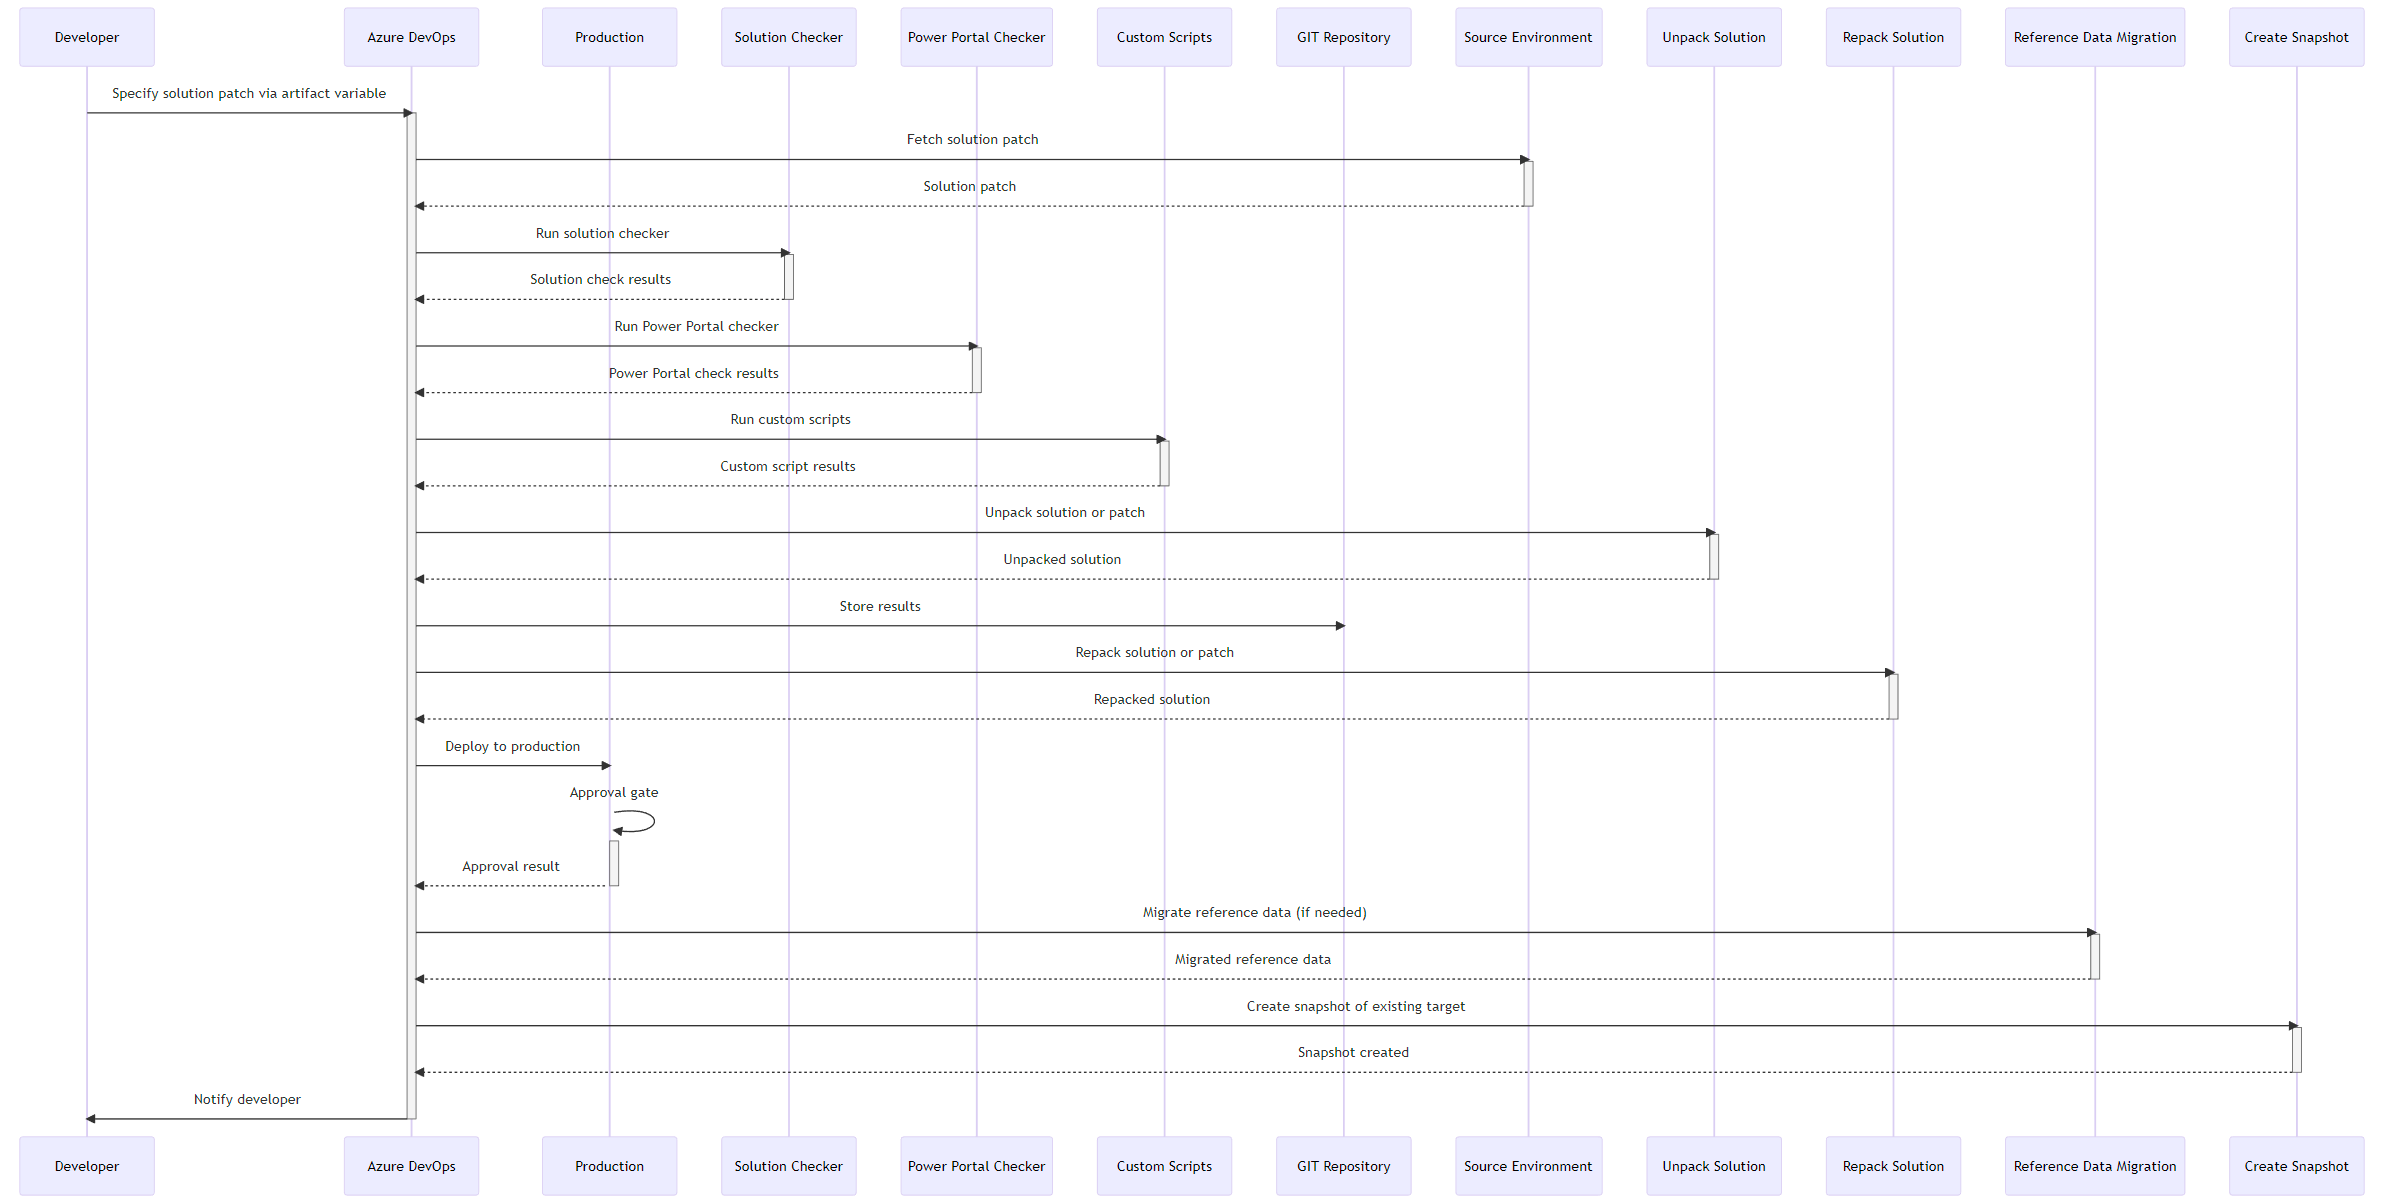 Developer
Azure DevOps
Production
Solution Checker
Power Portal Checker
Custom Scripts
GIT Repository
Source Environment
Unpack Solution
Repack Solution
Reference Data Migration
Create Snapshot
Specify solution patch via artifact variable
Fetch solution patch
Solution patch
Run solution checker
Solution check results
Run Power Portal checker
Power Portal check results
Run custom scripts
Custom script results
Unpack solution or patch
Unpacked solution
Store results
Repack solution or patch
Repacked solution
Deploy to production
Approval gate
Approval result
Migrate reference data (if needed)
Migrated reference data
Create snapshot of existing target
Snapshot created
Notify developer
Developer
Azure DevOps
Production
Solution Checker
Power Portal Checker
Custom Scripts
GIT Repository
Source Environment
Unpack Solution
Repack Solution
Reference Data Migration
Create Snapshot